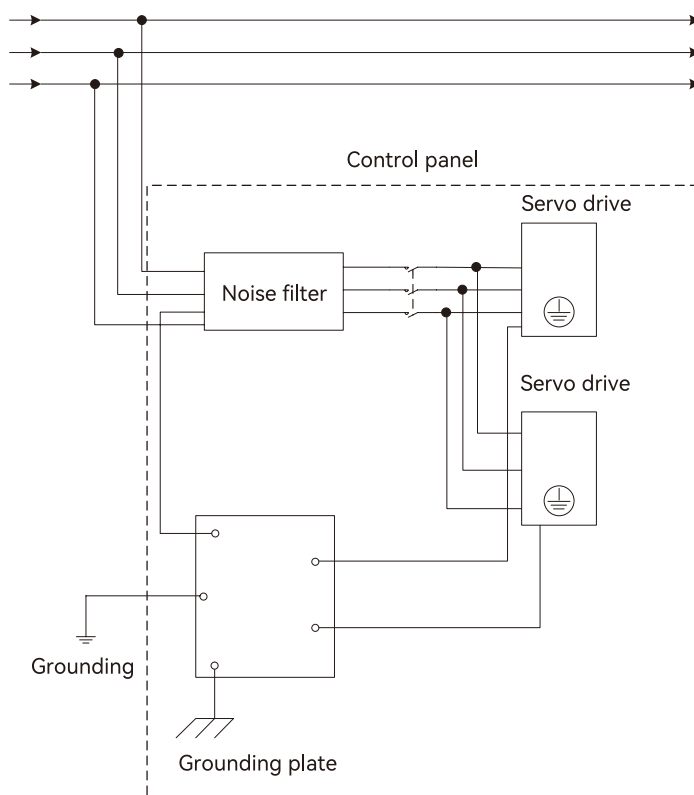 Control panel
Servo drive
Noise filter
Servo drive
Grounding
Grounding plate